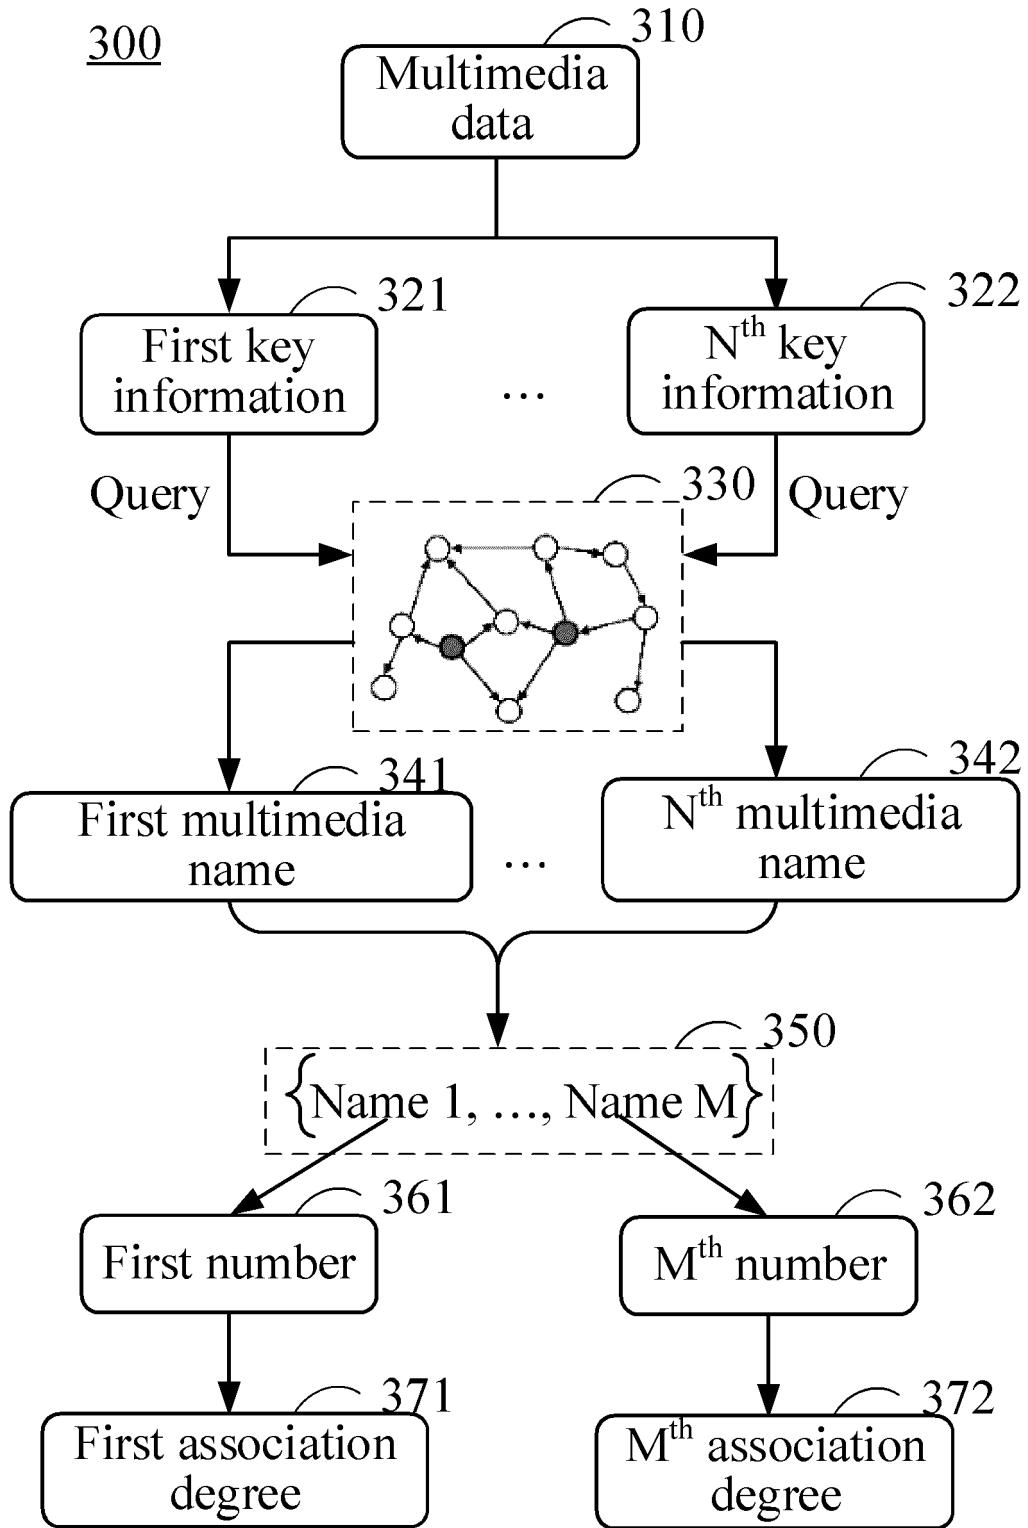 300
310
Multimedia
data
321
322
First key
information
...
Nth key
information
Query
330
Query
341
342
First multimedia
name
...
Nth multimedia
name
350
{Name 1, ..., Name M}
361
362
First number
Mth number
371
372
First association
degree
Mth association
degree